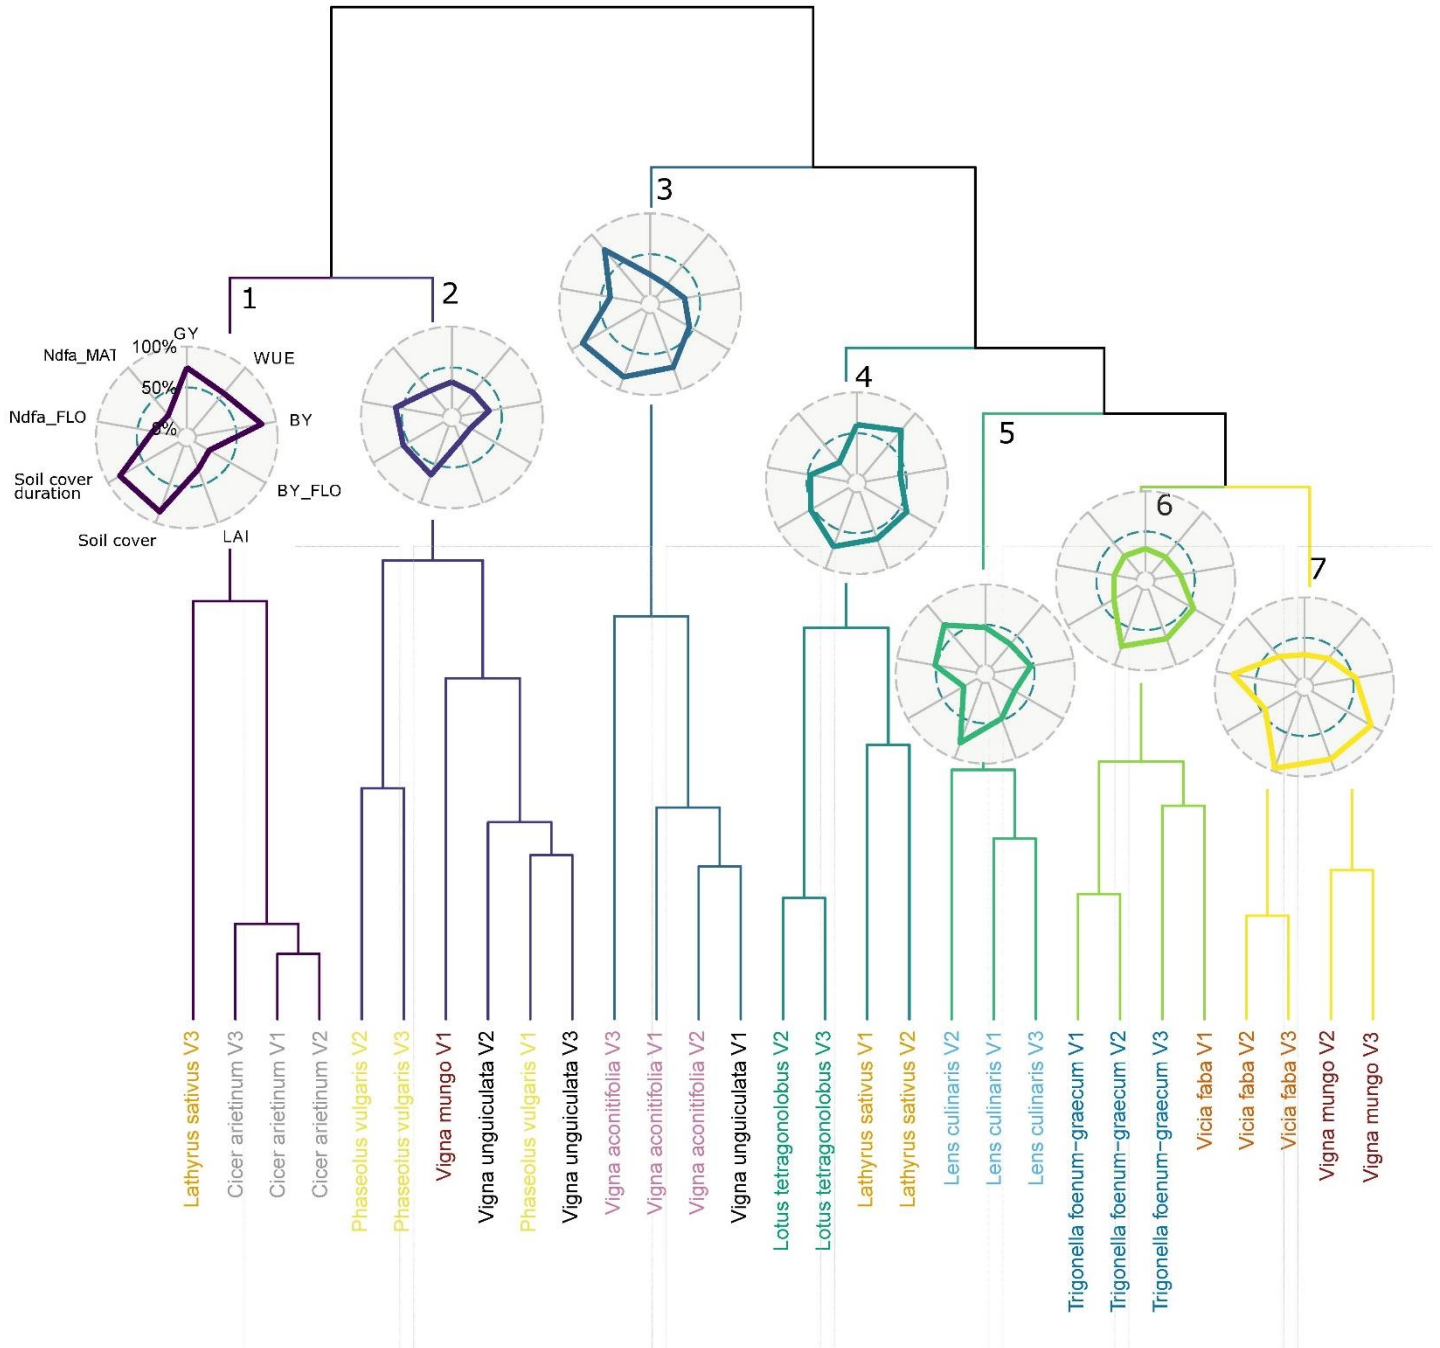 3
1
2
GY
100%
Ndfa_MAT
WUE
50%
4
Ndfa_FLO
0%
BY
5
Soil cover
duration
BY_FLO
6
Soil cover
LAI
7
Lathyrus sativus V3
Cicer arietinum V3
Cicer arietinum V1
Cicer arietinum V2
Phaseolus vulgaris V2
Phaseolus vulgaris V3
Vigna mungo V1
Vigna unguiculata V2
Phaseolus vulgaris V1
Vigna unguiculata V3
Vigna aconitifolia V3
Vigna aconitifolia V1
Vigna aconitifolia V2
Vigna unguiculata V1
Lotus tetragonolobus V2
Lotus tetragonolobus V3
Lathyrus sativus V1
Lathyrus sativus V2
Lens culinaris V2
Lens culinaris V1
Lens culinaris V3
Trigonella foenum−graecum V1
Trigonella foenum−graecum V2
Trigonella foenum−graecum V3
Vicia faba V1
Vicia faba V2
Vicia faba V3
Vigna mungo V2
Vigna mungo V3